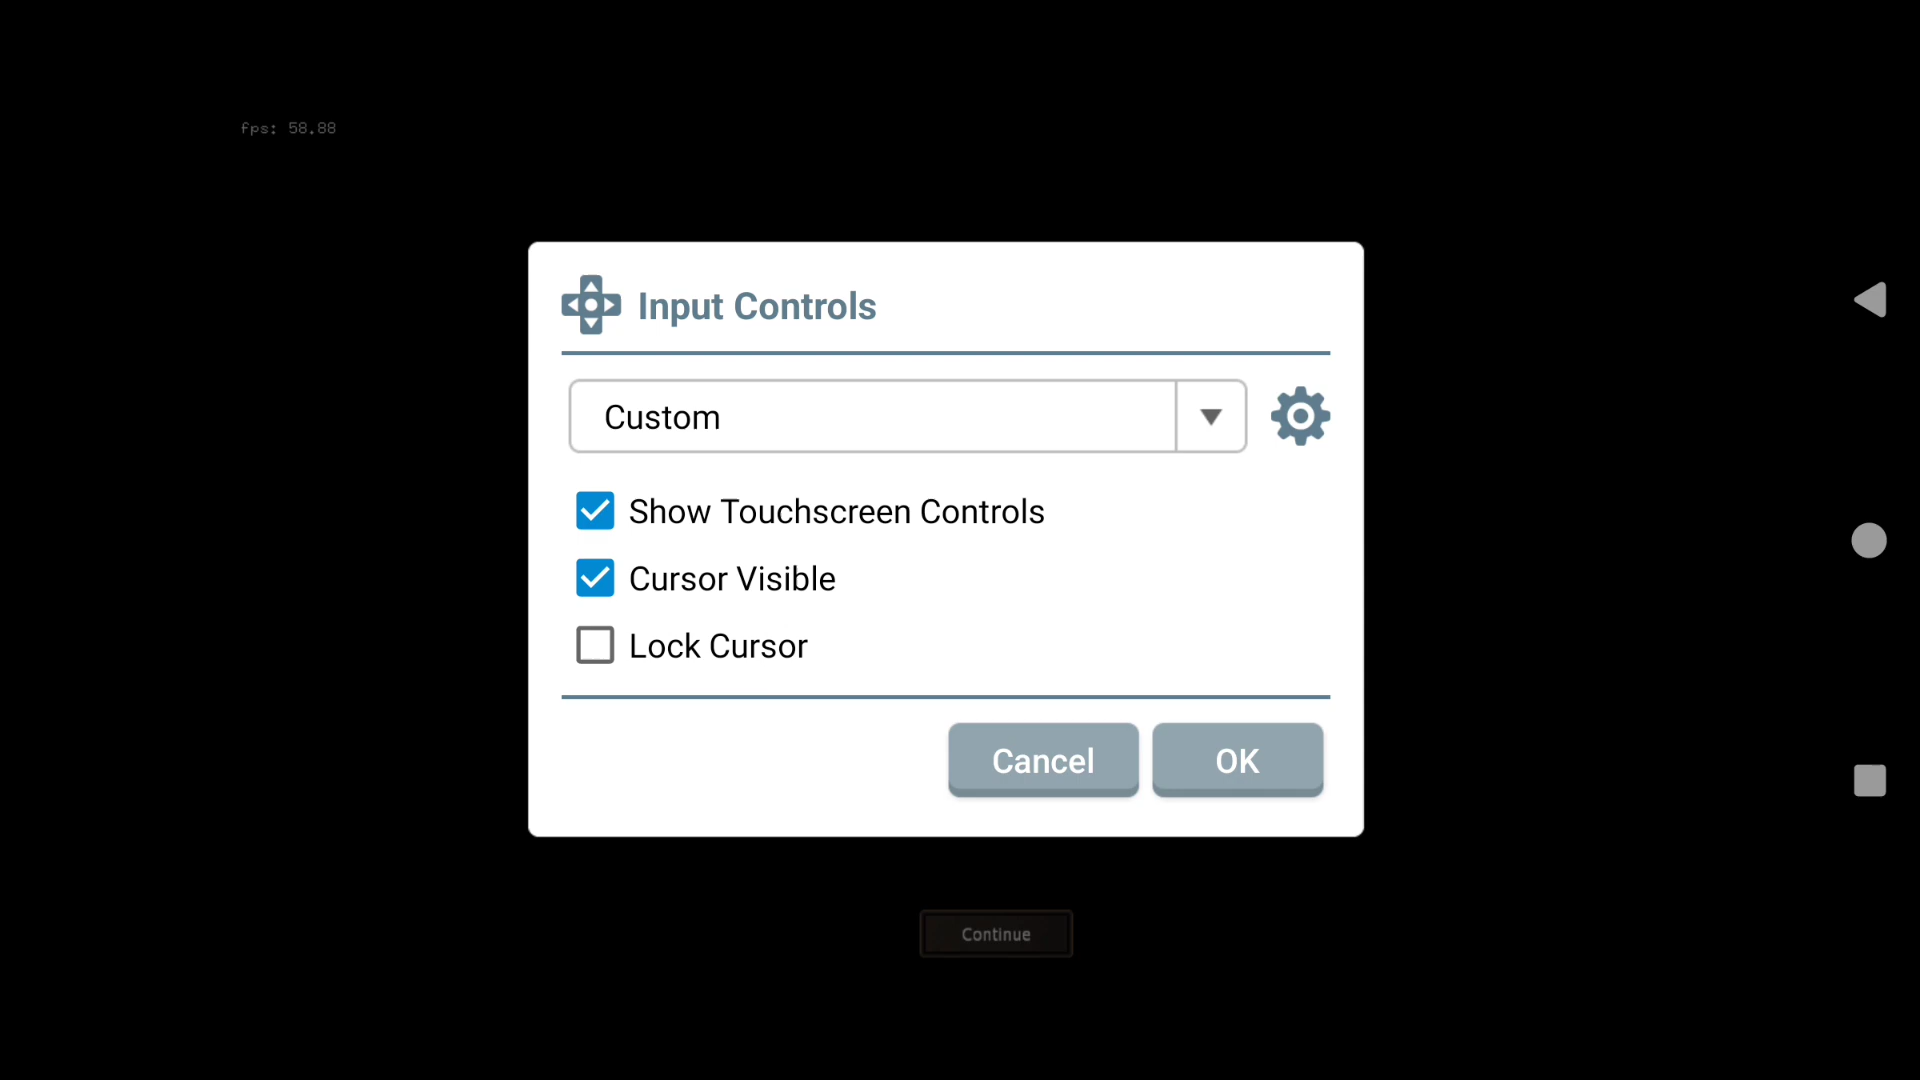 fps: 58.88
Input Controls
Custom
Show Touchscreen Controls
Cursor Visible
Lock Cursor
Cancel
OK
Continue